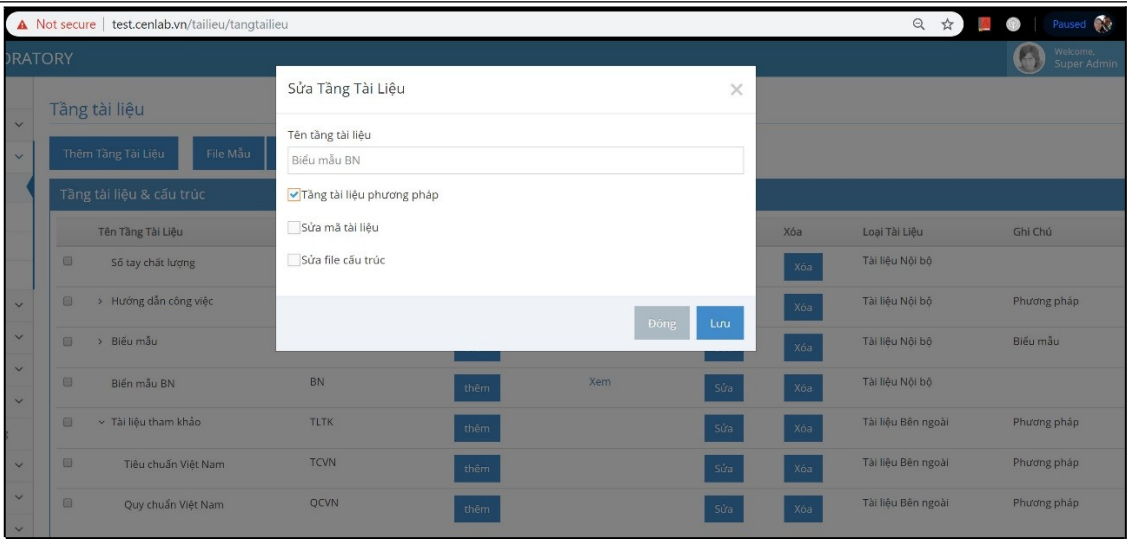 Not secure | test.cenlab.vn/tailieu/tangtailieu
Paused
ORATORY
Welcome,
Super Admin
Sửa Tầng Tài Liệu
Tầng tài liệu
Tên tầng tài liệu
Thêm Tầng Tài Liệu File Mẫu
Biểu mẫu BN
Tầng tài liệu & cấu trúc
Tầng tài liệu phương pháp
Sửa mã tài liệu
Tên Tầng Tài Liệu Xóa Loại Tài Liệu Ghi Chú
Sửa file cấu trúc
Sổ tay chất lượng Xóa Tài liệu Nội bộ
Hướng dẫn công việc Xóa Tài liệu Nội bộ Phương pháp
Đóng Lưu
Biểu mẫu Xóa Tài liệu Nội bộ Biểu mẫu
Biến mẫu BN BN thêm Xem Sửa Xóa Tài liệu Nội bộ
Tài liệu tham khảo TLTK thêm Sửa Xóa Tài liệu Bên ngoài Phương pháp
Tiêu chuẩn Việt Nam TCVN thêm Sửa Xóa Tài liệu Bên ngoài Phương pháp
Quy chuẩn Việt Nam QCVN thêm Sửa Xóa Tài liệu Bên ngoài Phương pháp